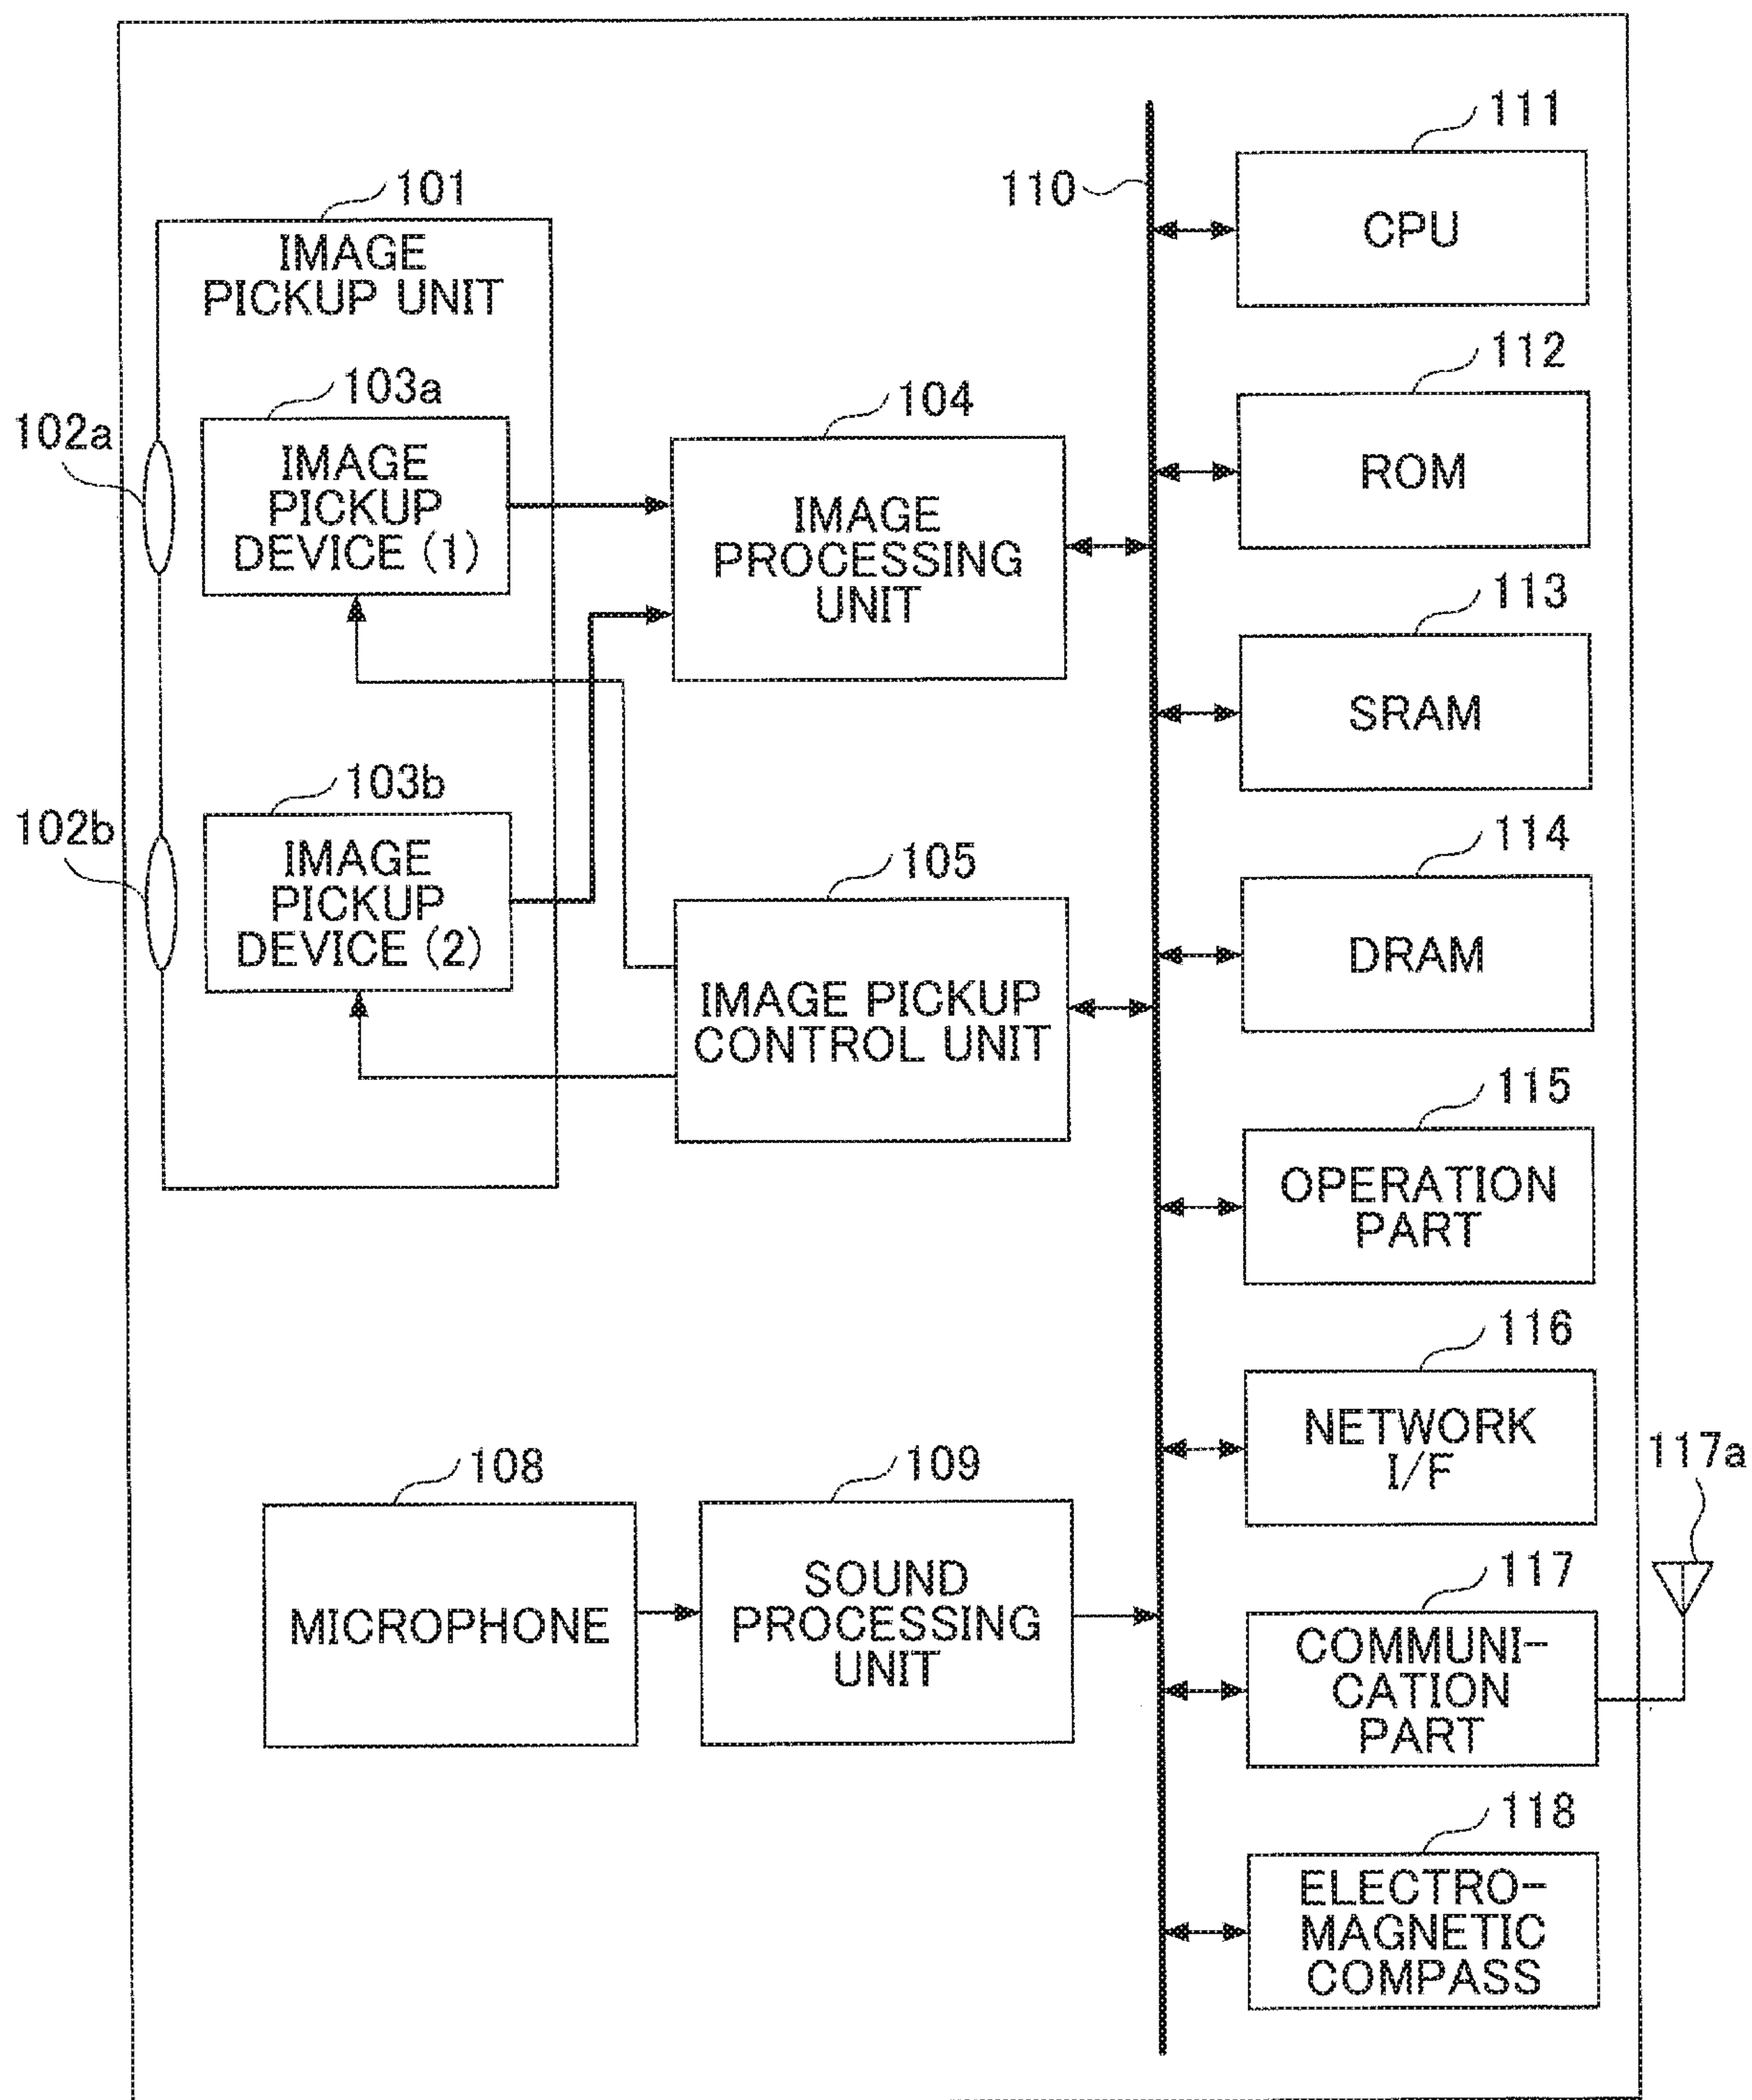 101
IMAGE
PICKUP UNIT
102a
103a
IMAGE
PICKUP
DEVICE (1)
102b
103b
IMAGE
PICKUP
DEVICE (2)
104
IMAGE
PROCESSING
UNIT
105
IMAGE PICKUP
CONTROL UNIT
108
MICROPHONE
109
SOUND
PROCESSING
UNIT
110
111
CPU
112
ROM
113
SRAM
114
DRAM
115
OPERATION
PART
116
NETWORK
I/F
117
COMMUNI-
CATION
PART
117a
118
ELECTRO-
MAGNETIC
COMPASS